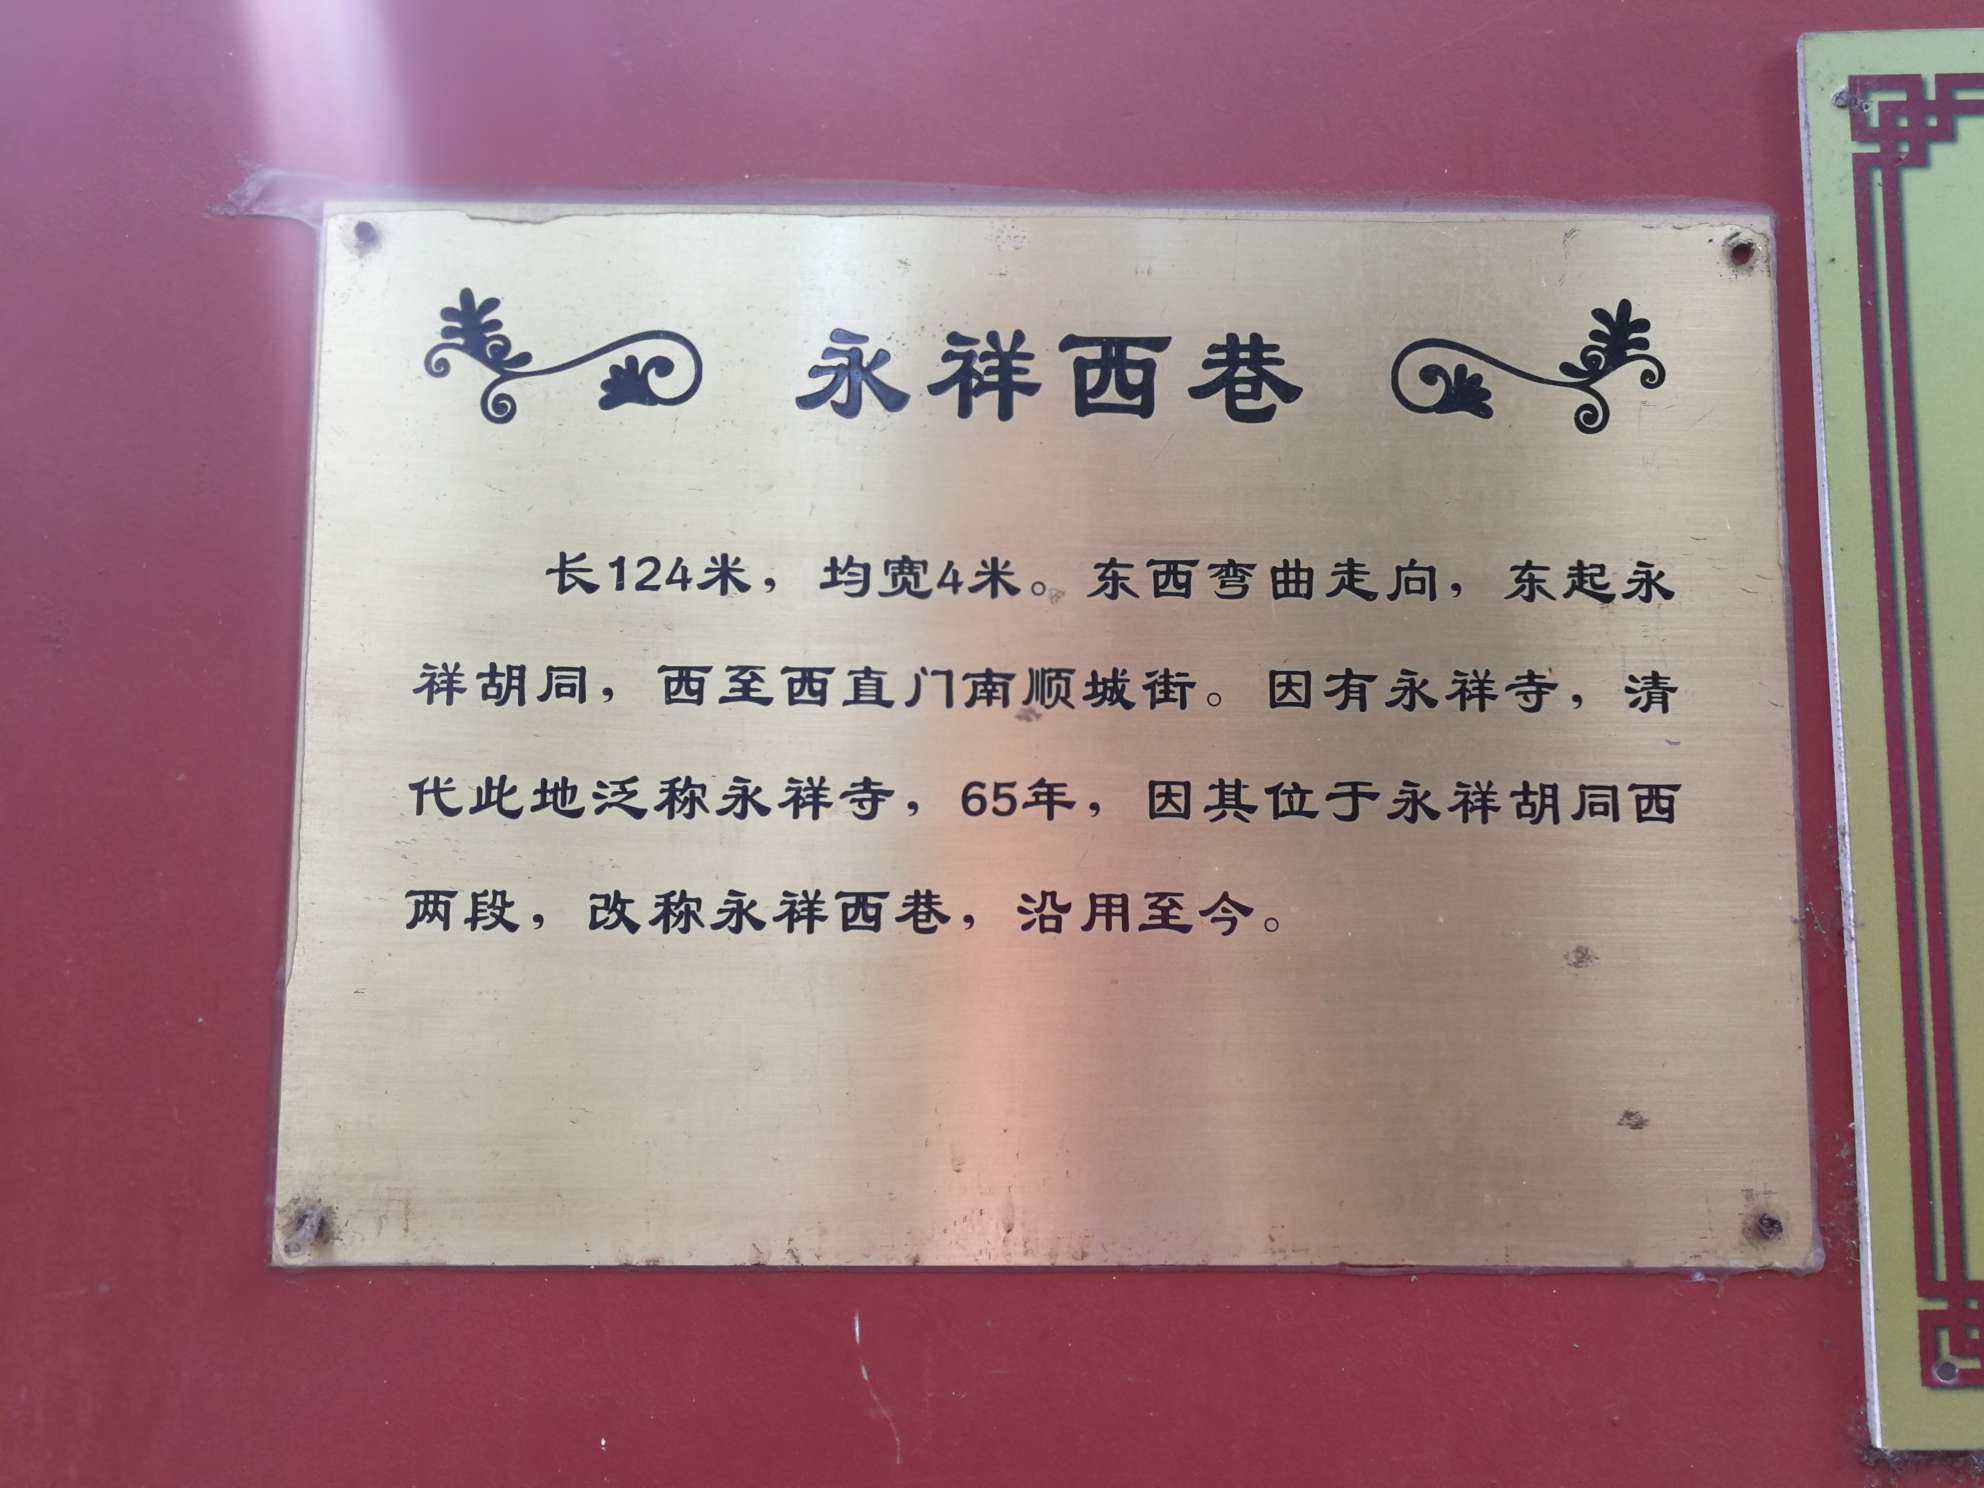 永祥西巷
长124米，均宽4米。东西弯曲走向，东起永
祥胡同，西至西直门南顺城街。因有永祥寺，清
代此地泛称永祥寺，65年，因其位于永祥胡同西
两段，改称永祥西巷，沿用至今。